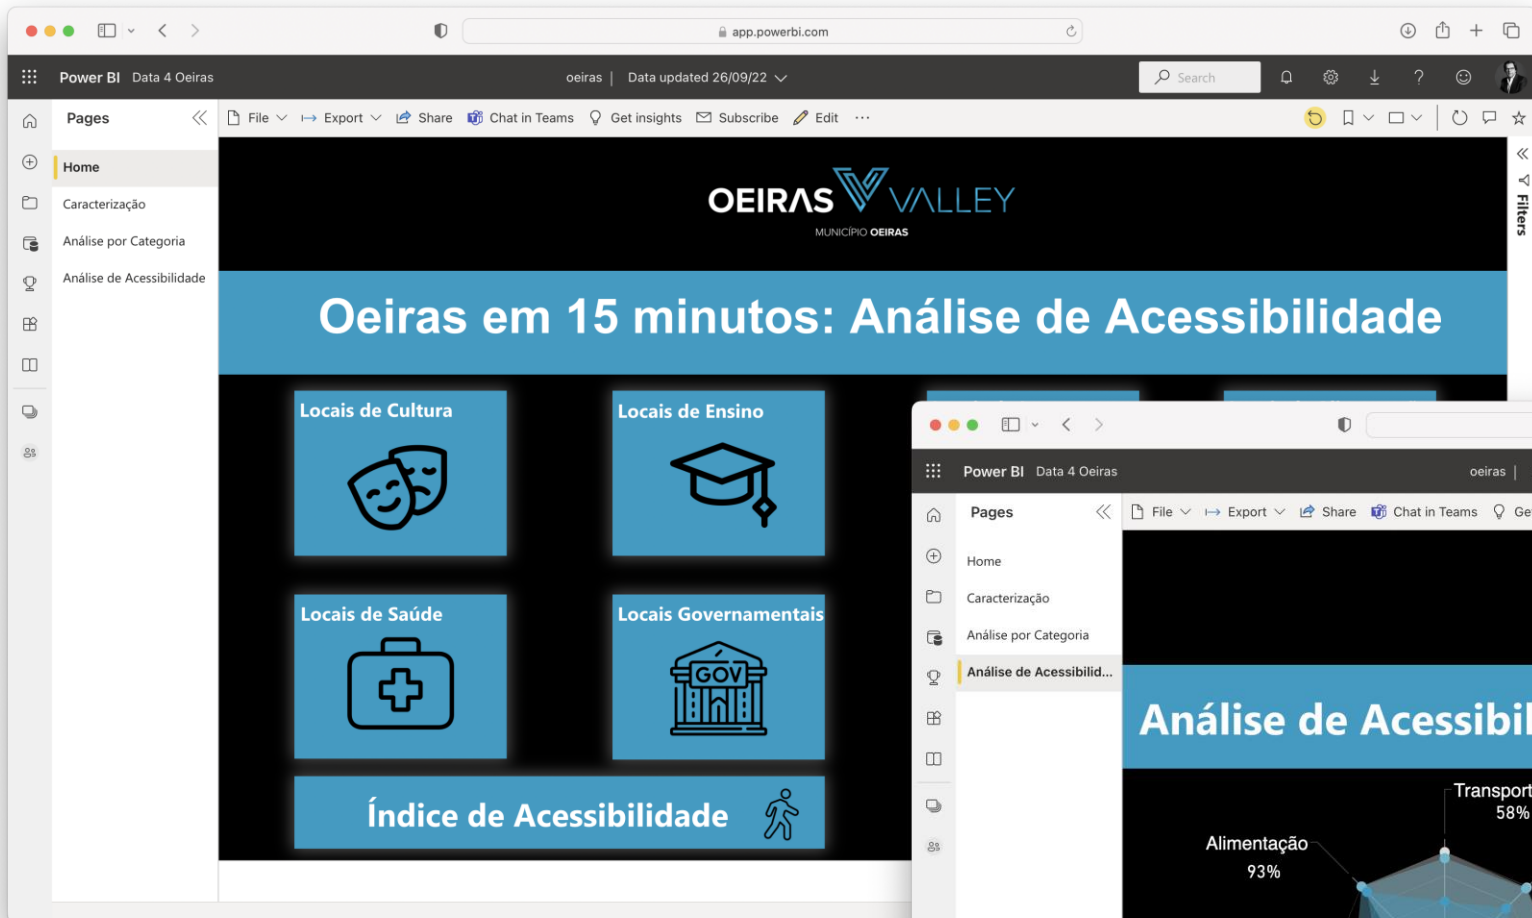 app.powerbi.com
Power BI Data 4 Oeiras
oeiras | Data updated 26/09/22
Search
Pages
File Export Share Chat in Teams Get insights Subscribe Edit ...
Home
Caracterização
Análise por Categoria
Análise de Acessibilidade
Filters
OEIRAS VALLEY
MUNICÍPIO OEIRAS
Oeiras em 15 minutos: Análise de Acessibilidade
Locais de Cultura
Locais de Ensino
Locais de Saúde
Locais Governamentais
GOV
Índice de Acessibilidade
Power BI Data 4 Oeiras
oeiras |
Pages
File Export Share Chat in Teams Ge
Home
Caracterização
Análise por Categoria
Análise de Acessibilid...
Análise de Acessibil
Transport
58%
Alimentação
93%